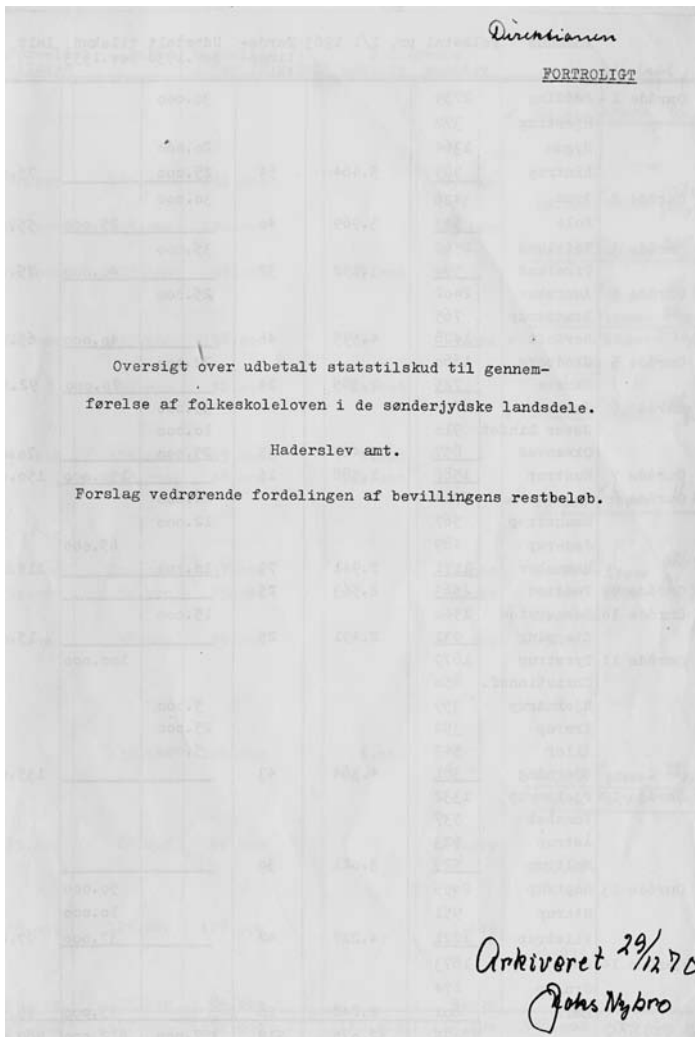 Direktionen
FORTROLIGT
Oversigt over udbetalt statstilskud til gennem-
førelse af folkeskoleloven i de sønderjydske landsdele.
Haderslev amt.
Forslag vedrørende fordelingen af bevillingens restbeløb.
Arkiveret 29/12 70
Johs Nybro